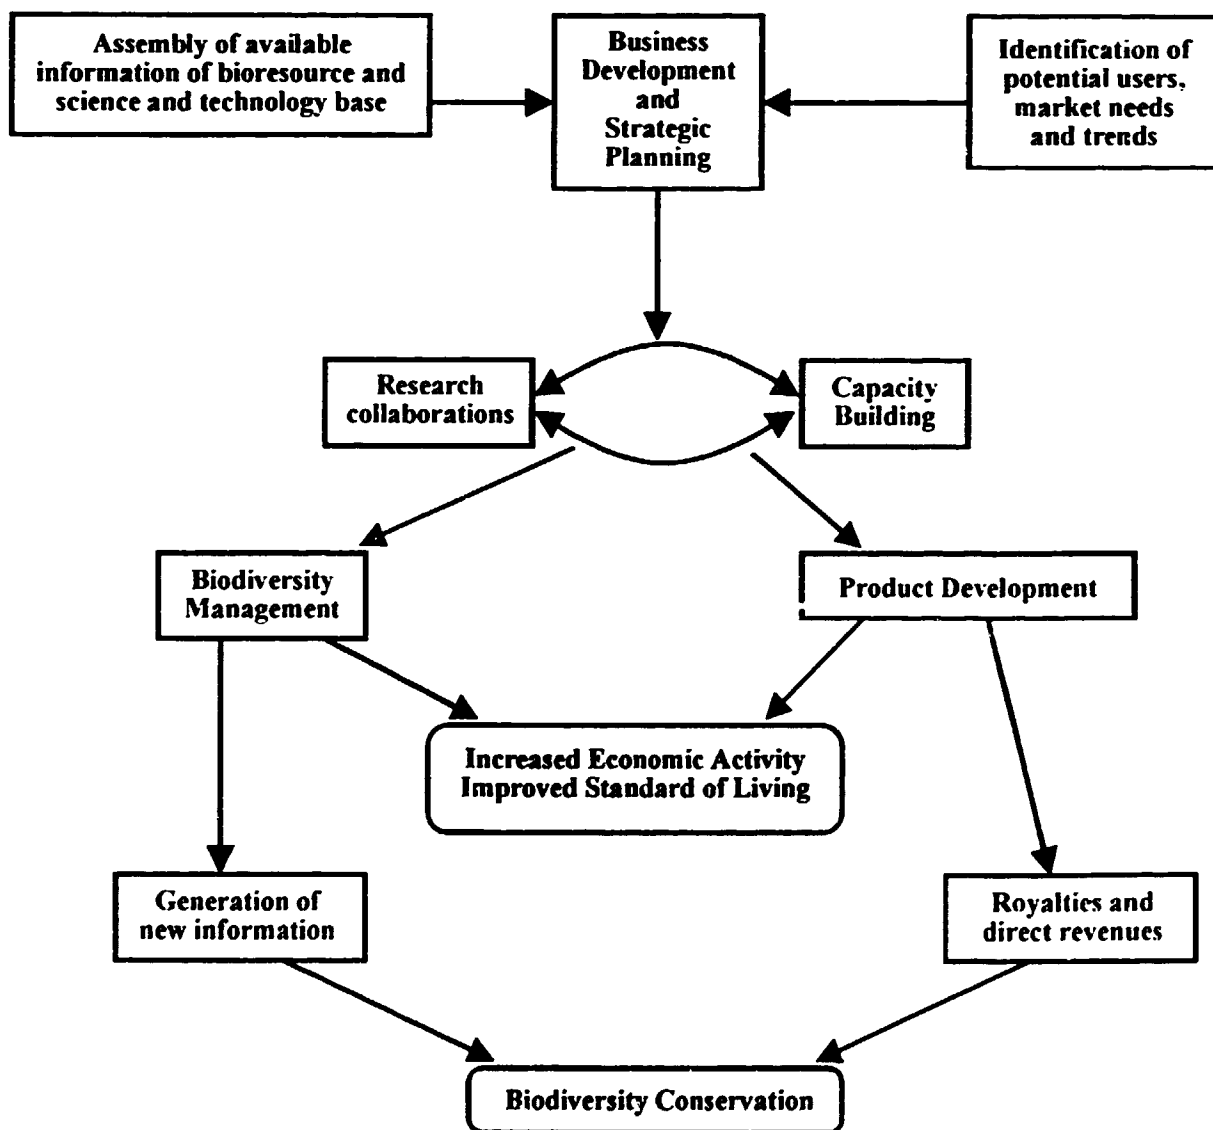 Assembly of available
information of bioresource and
science and technology base
Business
Development
and
Strategic
Planning
Identification of
potential users,
market needs
and trends
Research
collaborations
Capacity
Building
Biodiversity
Management
Product Development
Increased Economic Activity
Improved Standard of Living
Generation of
new information
Royalties and
direct revenues
Biodiversity Conservation